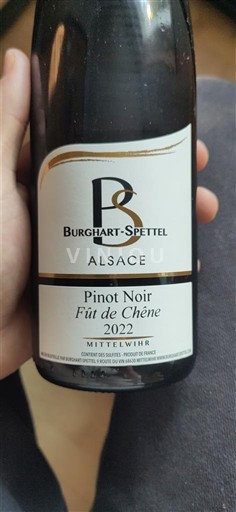 BS
BURGHART-SPETTEL
ALSACE
Pinot Noir
Fût de Chêne
2022
MITTELWIHR
CONTIENT DES SULFITES - PRODUIT DE FRANCE